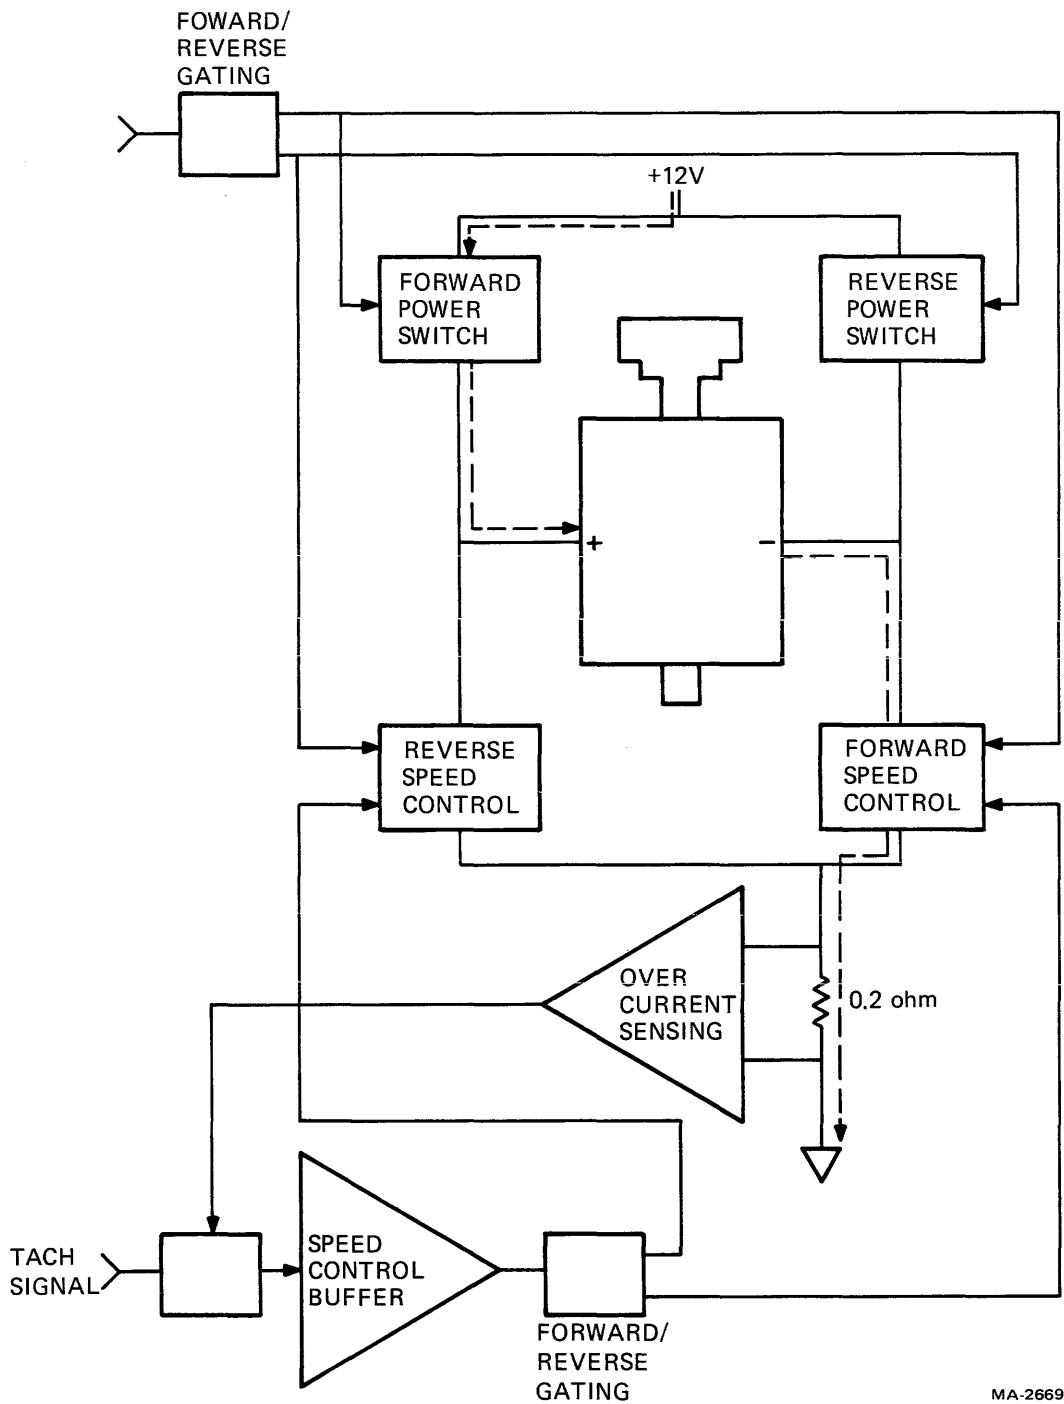 FOWARD/
REVERSE
GATING
+12V
FORWARD
POWER
SWITCH
REVERSE
POWER
SWITCH
+
−
REVERSE
SPEED
CONTROL
FORWARD
SPEED
CONTROL
OVER
CURRENT
SENSING
0.2 ohm
TACH
SIGNAL
SPEED
CONTROL
BUFFER
FORWARD/
REVERSE
GATING
MA-2669